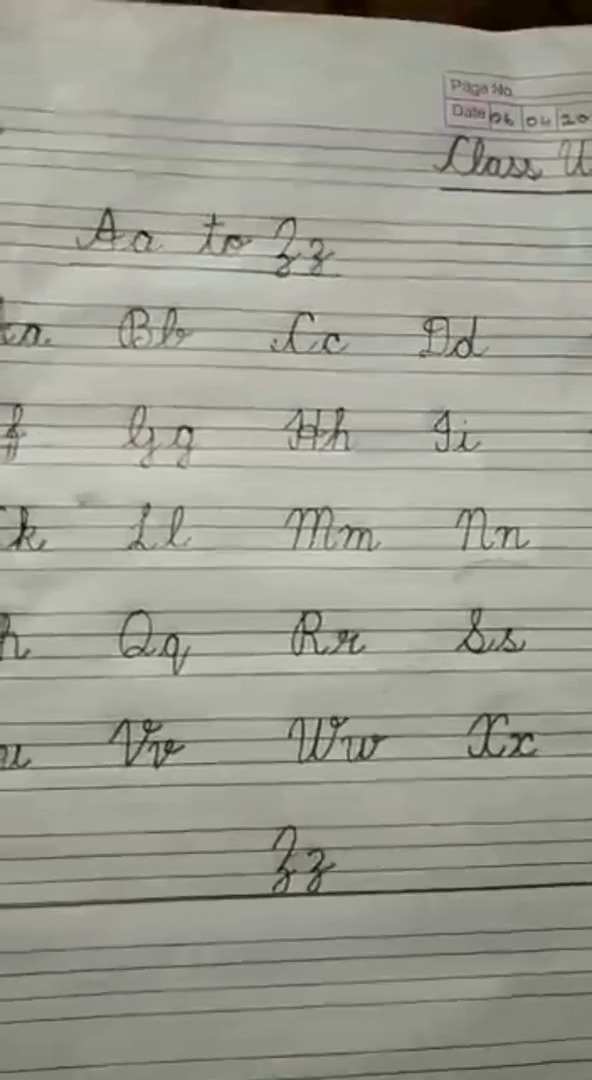 Page No.
Date 06 04 20
Class
Aa to Zz
Bb Cc Dd
f Gg Hh Ii
k Ll Mm Nn
Qq Rr Ss
u Vv Ww Xx
Zz